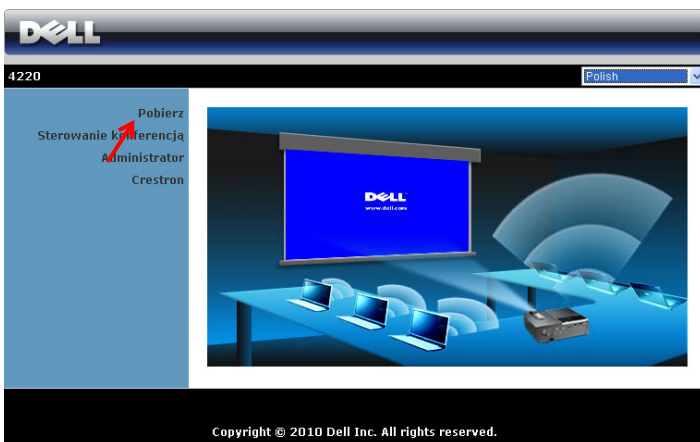 DELL
4220
Polish
Pobierz
Sterowanie konferencją
Administrator
Crestron
DELL
www.dell.com
Copyright © 2010 Dell Inc. All rights reserved.